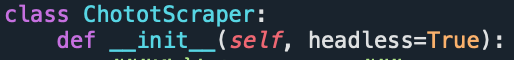 class ChototScraper:
    def __init__(self, headless=True):